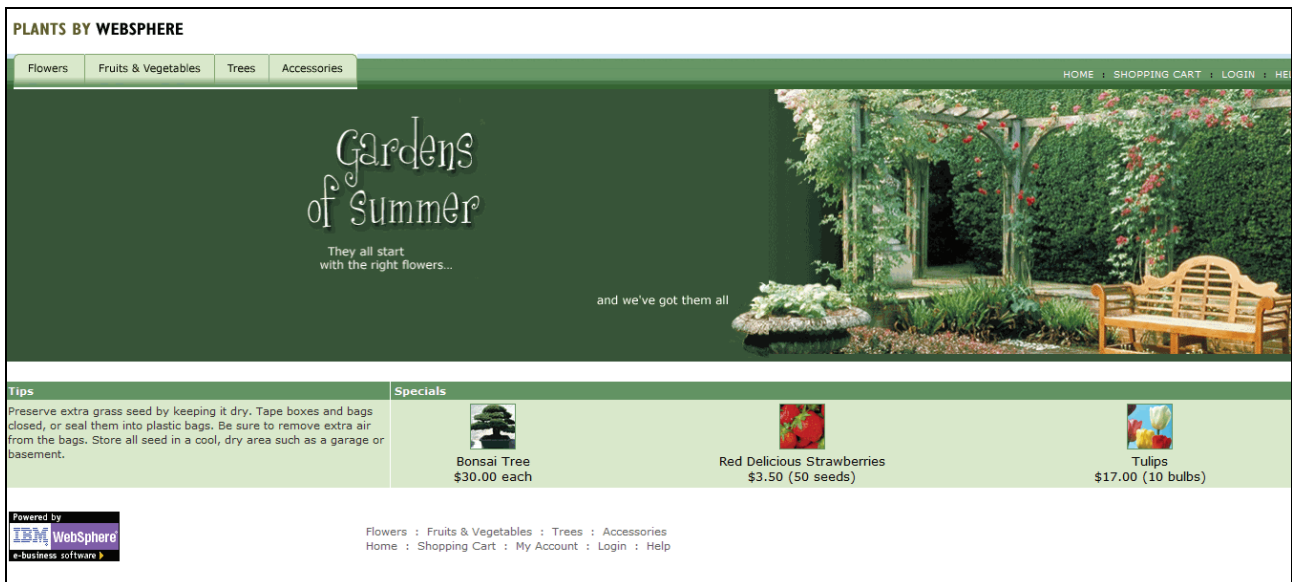 PLANTS BY WEBSPHERE
Flowers Fruits & Vegetables Trees Accessories
HOME : SHOPPING CART : LOGIN : HEL
Gardens
of Summer
They all start
with the right flowers...
and we've got them all
Tips
Preserve extra grass seed by keeping it dry. Tape boxes and bags
closed, or seal them into plastic bags. Be sure to remove extra air
from the bags. Store all seed in a cool, dry area such as a garage or
basement.
Specials
Bonsai Tree
$30.00 each
Red Delicious Strawberries
$3.50 (50 seeds)
Tulips
$17.00 (10 bulbs)
Powered by
IBM WebSphere
e-business software
Flowers : Fruits & Vegetables : Trees : Accessories
Home : Shopping Cart : My Account : Login : Help